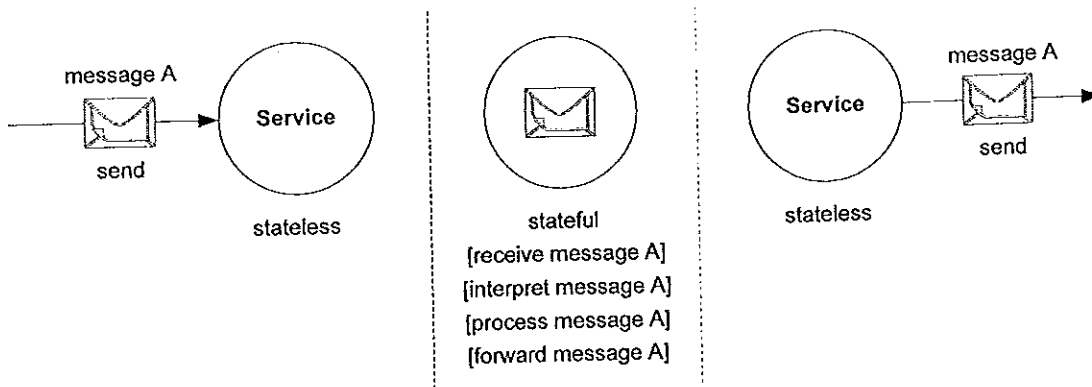 message A
Service
send
stateless
stateful
[receive message A]
[interpret message A]
[process message A]
[forward message A]
Service
message A
send
stateless